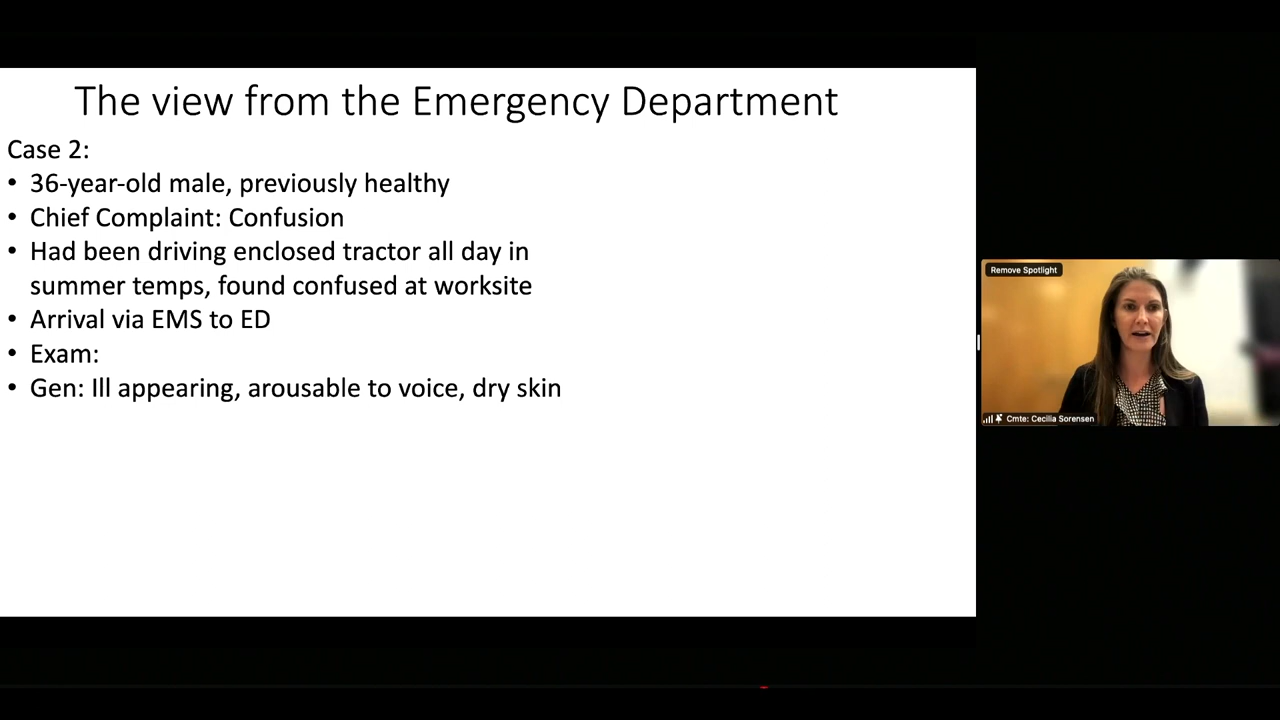 The view from the Emergency Department
Case 2:
• 36-year-old male, previously healthy
• Chief Complaint: Confusion
• Had been driving enclosed tractor all day in
summer temps, found confused at worksite
• Arrival via EMS to ED
• Exam:
• Gen: Ill appearing, arousable to voice, dry skin
Remove Spotlight
Cmte: Cecilia Sorensen